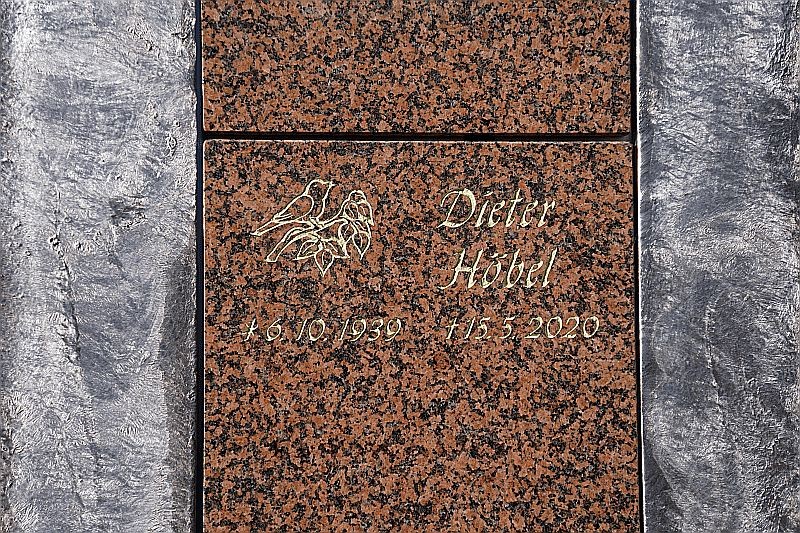 Dieter
Höbel
⚹ 6. 10. 1939 † 15. 5. 2020